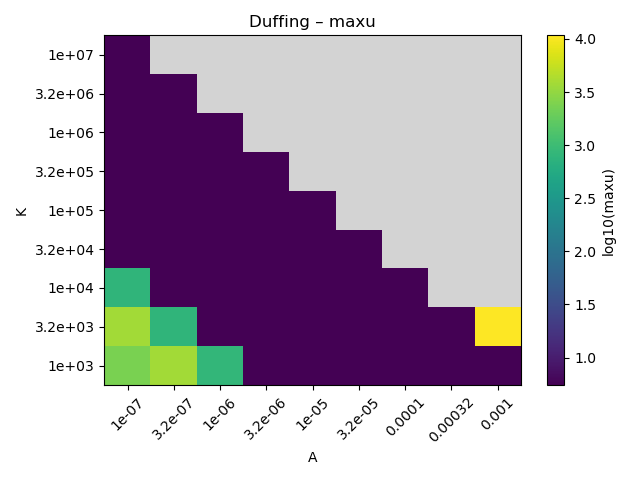 Duffing – maxu
K
1e+07
3.2e+06
1e+06
3.2e+05
1e+05
3.2e+04
1e+04
3.2e+03
1e+03
1e-07
3.2e-07
1e-06
3.2e-06
1e-05
3.2e-05
0.0001
0.00032
0.001
A
4.0
3.5
3.0
2.5
2.0
1.5
1.0
log10(maxu)